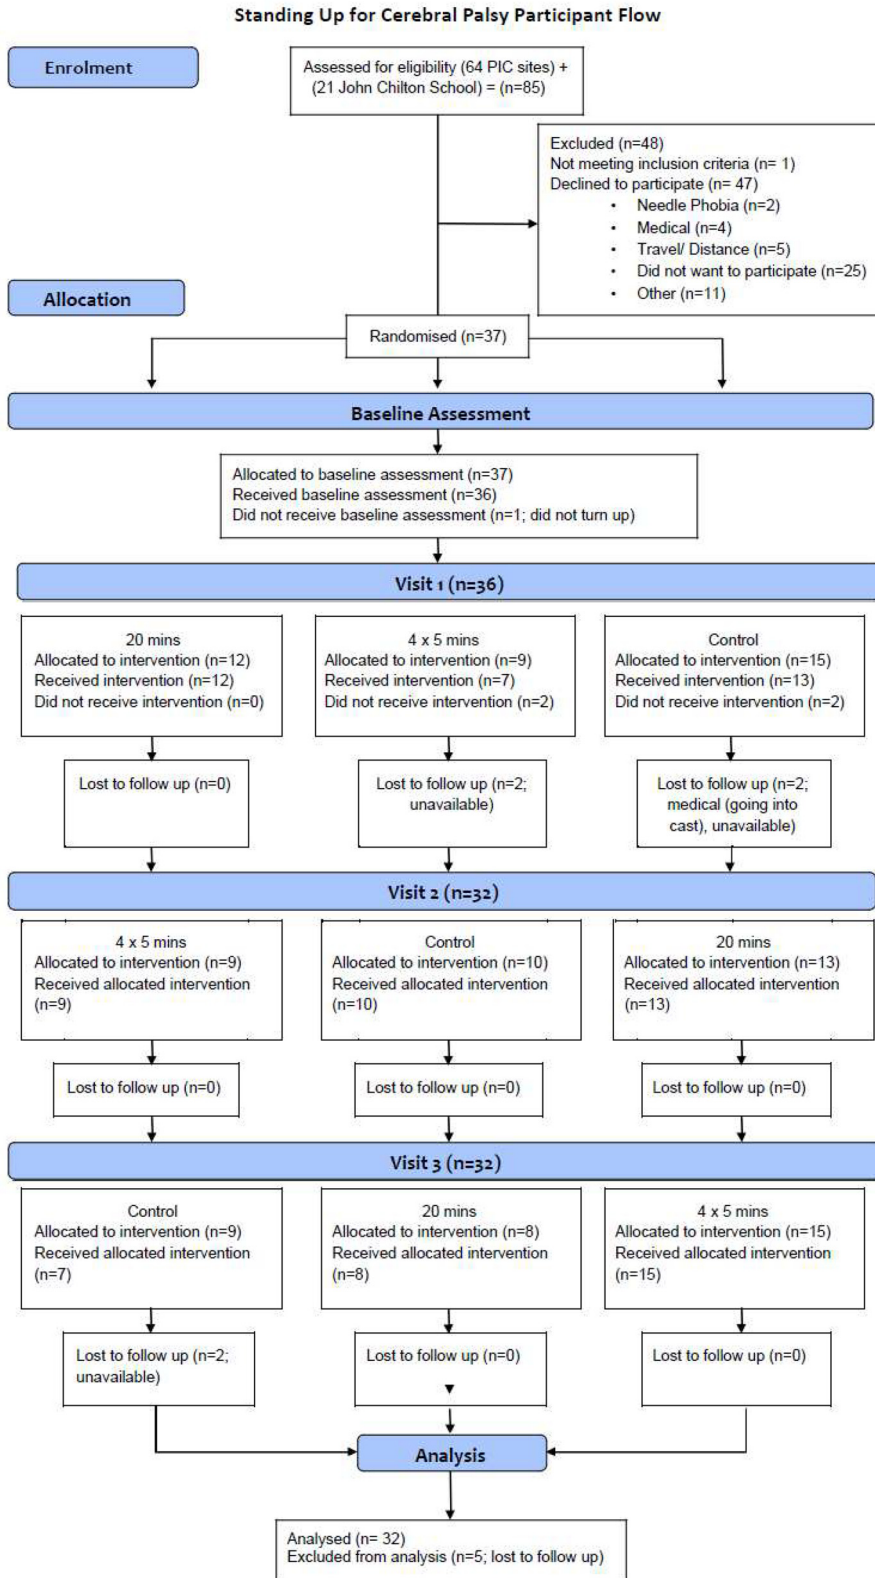 Standing Up for Cerebral Palsy Participant Flow
Enrolment
Assessed for eligibility (64 PIC sites) +
(21 John Chilton School) = (n=85)
Excluded (n=48)
Not meeting inclusion criteria (n= 1)
Declined to participate (n= 47)
• Needle Phobia (n=2)
• Medical (n=4)
• Travel/ Distance (n=5)
• Did not want to participate (n=25)
• Other (n=11)
Allocation
Randomised (n=37)
Baseline Assessment
Allocated to baseline assessment (n=37)
Received baseline assessment (n=36)
Did not receive baseline assessment (n=1; did not turn up)
Visit 1 (n=36)
20 mins
Allocated to intervention (n=12)
Received intervention (n=12)
Did not receive intervention (n=0)
4 x 5 mins
Allocated to intervention (n=9)
Received intervention (n=7)
Did not receive intervention (n=2)
Control
Allocated to intervention (n=15)
Received intervention (n=13)
Did not receive intervention (n=2)
Lost to follow up (n=0)
Lost to follow up (n=2;
unavailable)
Lost to follow up (n=2;
medical (going into
cast), unavailable)
Visit 2 (n=32)
4 x 5 mins
Allocated to intervention (n=9)
Received allocated intervention
(n=9)
Control
Allocated to intervention (n=10)
Received allocated intervention
(n=10)
20 mins
Allocated to intervention (n=13)
Received allocated intervention
(n=13)
Lost to follow up (n=0)
Lost to follow up (n=0)
Lost to follow up (n=0)
Visit 3 (n=32)
Control
Allocated to intervention (n=9)
Received allocated intervention
(n=7)
20 mins
Allocated to intervention (n=8)
Received allocated intervention
(n=8)
4 x 5 mins
Allocated to intervention (n=15)
Received allocated intervention
(n=15)
Lost to follow up (n=2;
unavailable)
Lost to follow up (n=0)
Lost to follow up (n=0)
Analysis
Analysed (n= 32)
Excluded from analysis (n=5; lost to follow up)